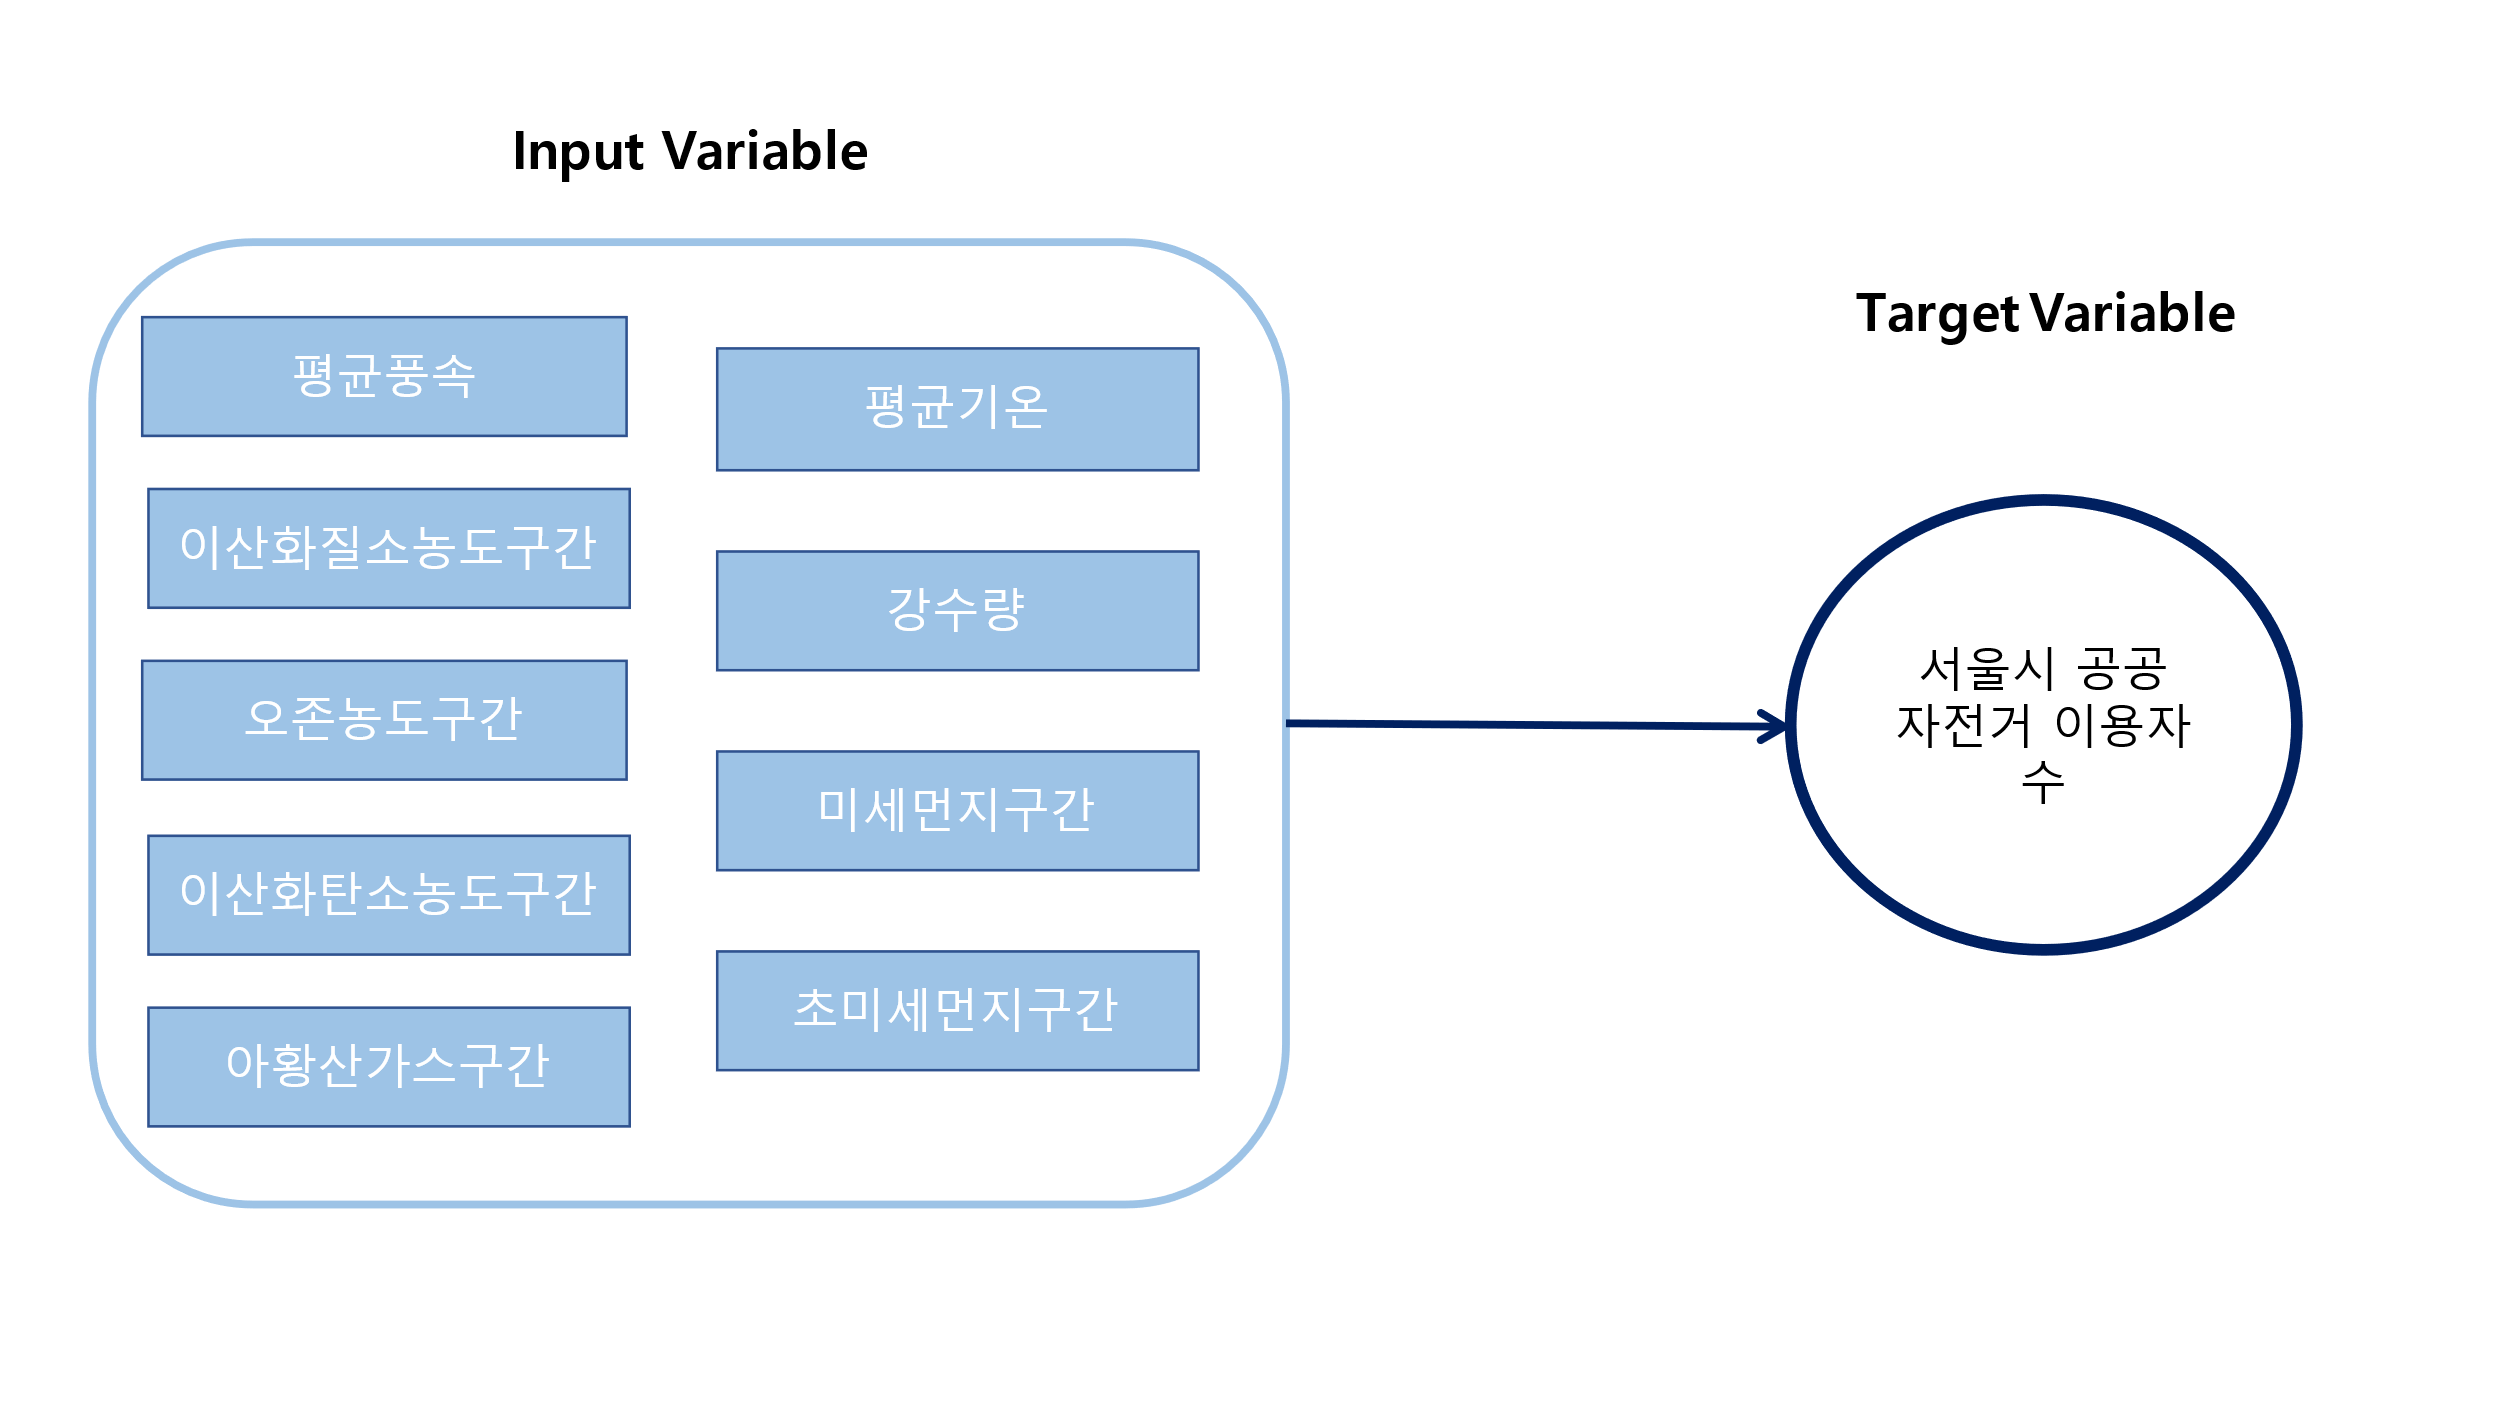 Input Variable
평균풍속
이산화질소농도구간
오존농도구간
이산화탄소농도구간
아황산가스구간
평균기온
강수량
미세먼지구간
초미세먼지구간
Target Variable
서울시 공공
자전거 이용자
수